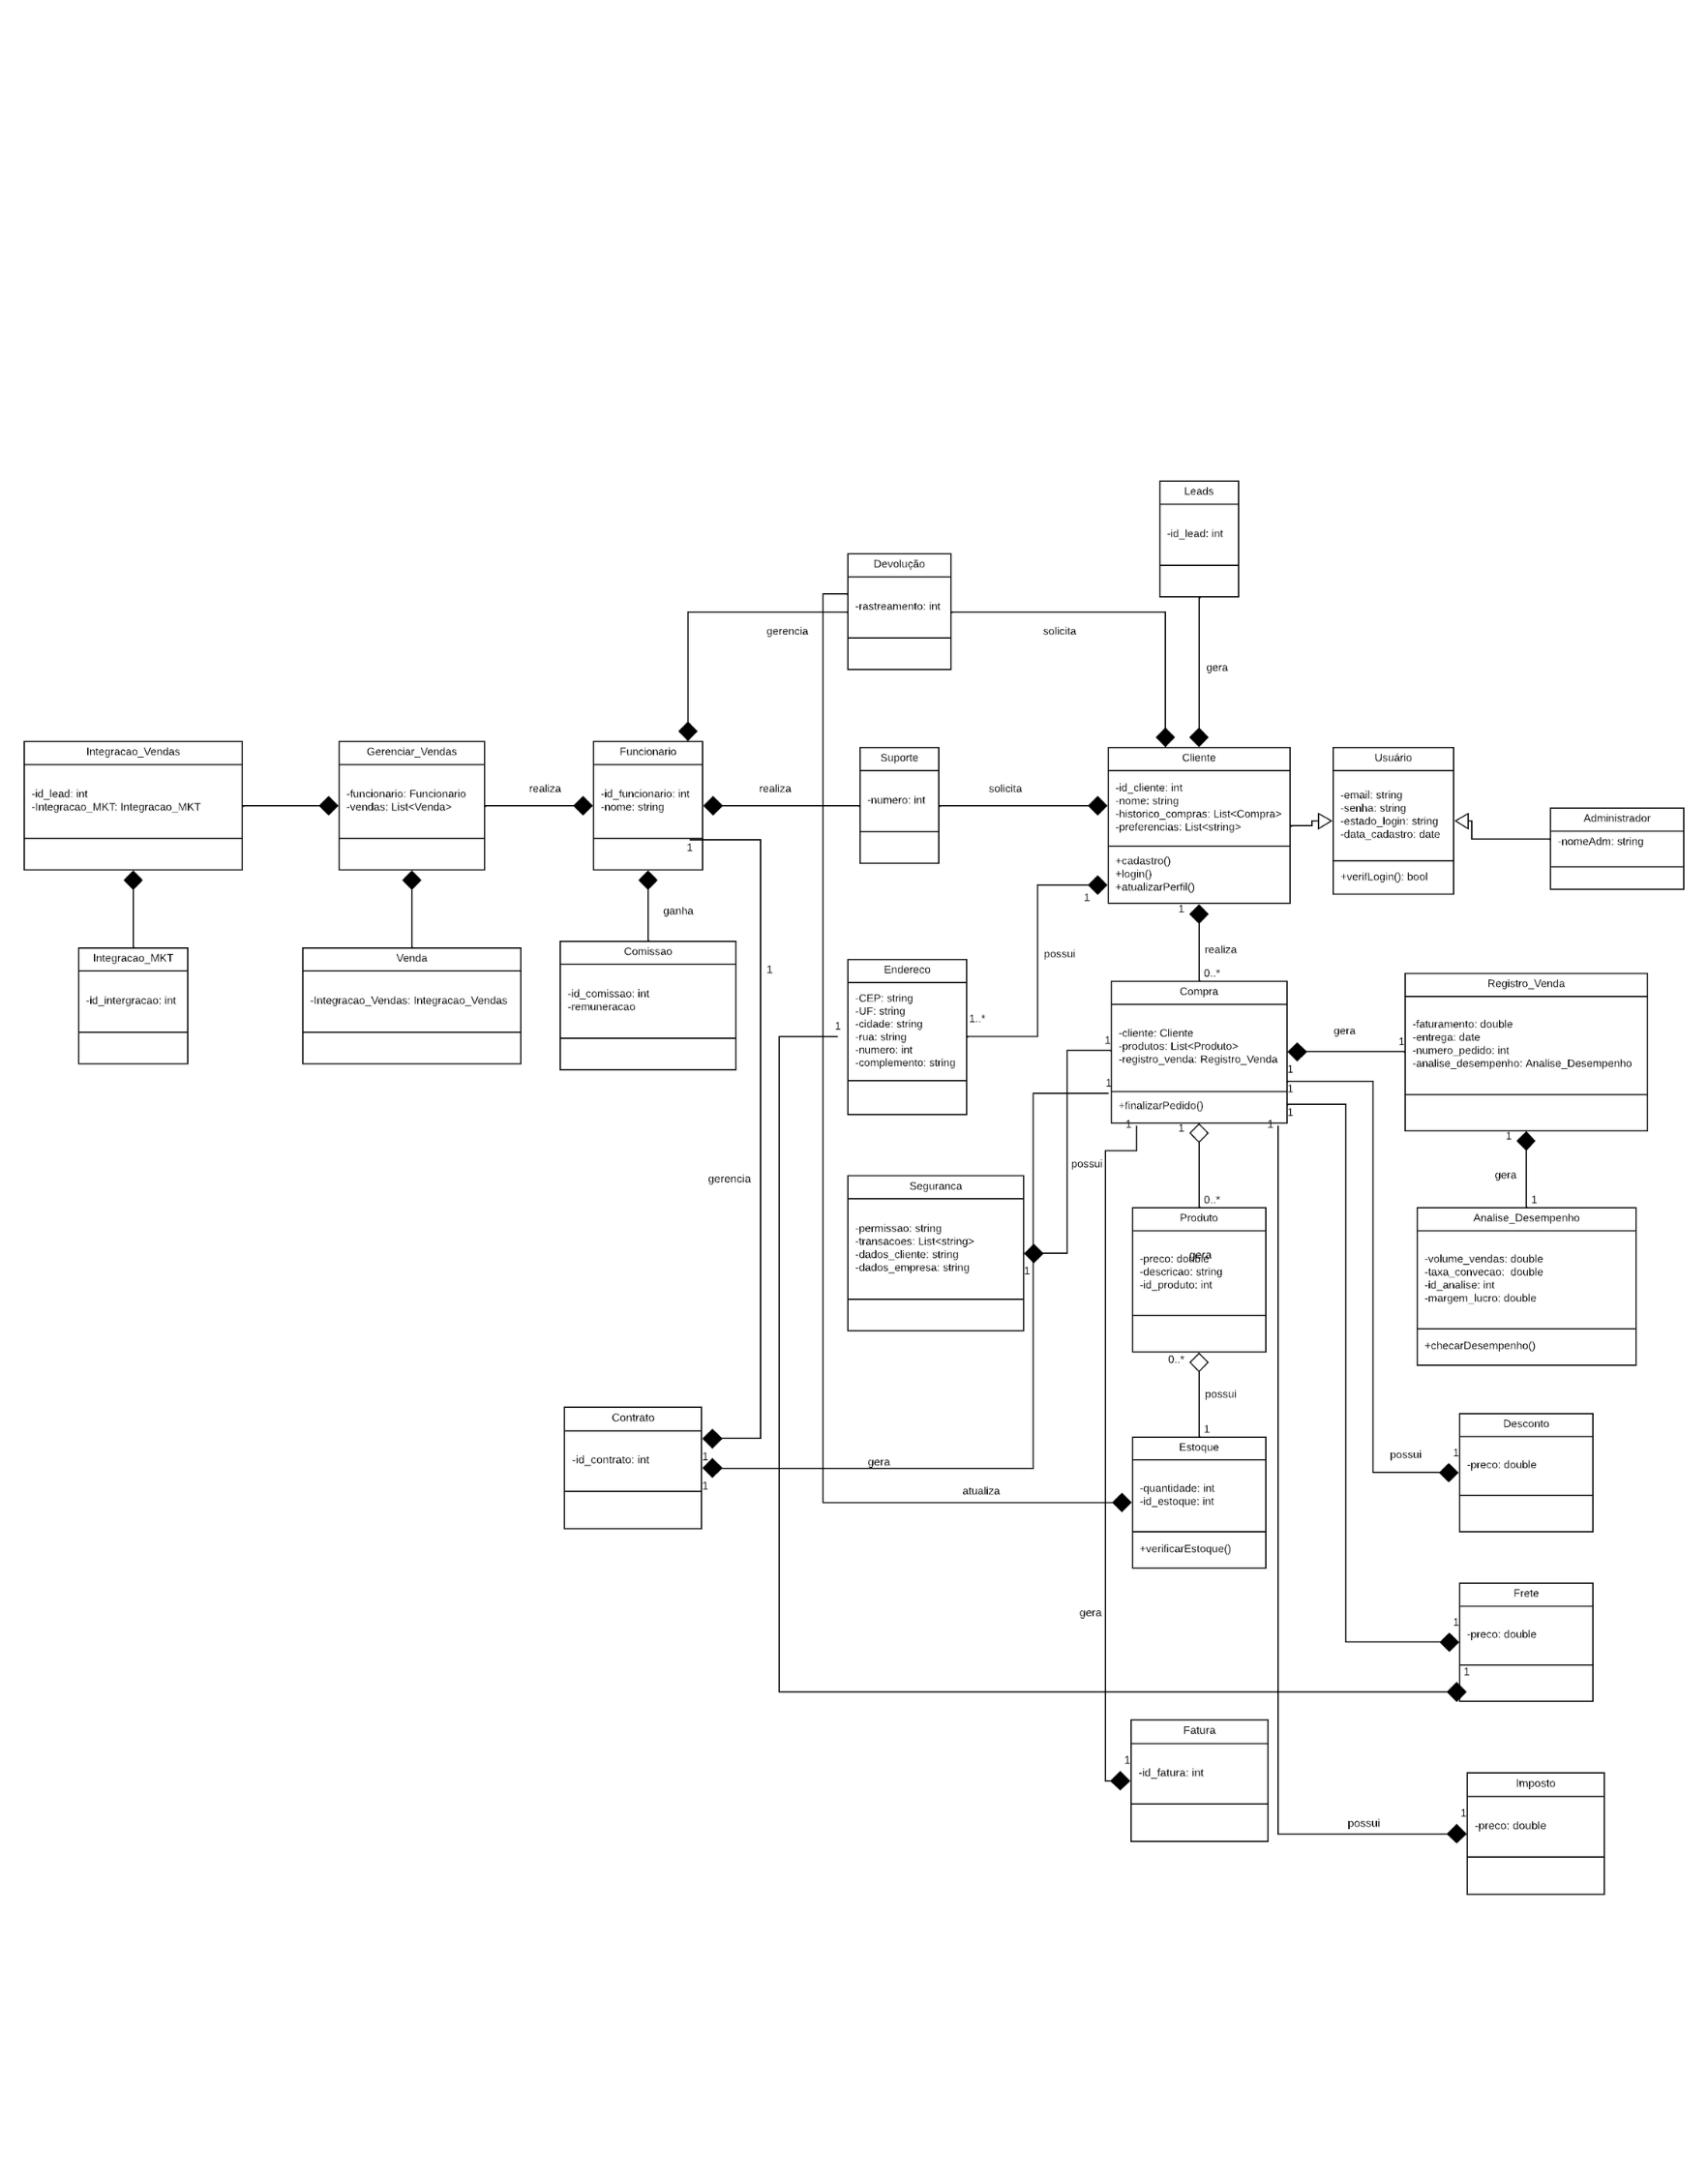 Leads
-id_lead: int
gera
Devolução
-rastreamento: int
gerencia
solicita
Integracao_Vendas
-id_lead: int
-Integracao_MKT: Integracao_MKT
Gerenciar_Vendas
-funcionario: Funcionario
-vendas: List<Venda>
realiza
Funcionario
-id_funcionario: int
-nome: string
1
realiza
Suporte
-numero: int
solicita
Cliente
-id_cliente: int
-nome: string
-historico_compras: List<Compra>
-preferencias: List<string>
+cadastro()
+login()
+atualizarPerfil()
1
1
Usuário
-email: string
-senha: string
-estado_login: string
-data_cadastro: date
+verifLogin(): bool
Administrador
-nomeAdm: string
Integracao_MKT
-id_intergracao: int
Venda
-Integracao_Vendas: Integracao_Vendas
ganha
Comissao
-id_comissao: int
-remuneracao
1
gerencia
possui
Endereco
-CEP: string
-UF: string
-cidade: string
-rua: string
-numero: int
-complemento: string
1..*
1
realiza
0..*
Compra
-cliente: Cliente
-produtos: List<Produto>
-registro_venda: Registro_Venda
+finalizarPedido()
1
1
1
1
1
1
1
1
gera
1
Registro_Venda
-faturamento: double
-entrega: date
-numero_pedido: int
-analise_desempenho: Analise_Desempenho
1
gera
1
Analise_Desempenho
-volume_vendas: double
-taxa_convecao:  double
-id_analise: int
-margem_lucro: double
+checarDesempenho()
possui
Seguranca
-permissao: string
-transacoes: List<string>
-dados_cliente: string
-dados_empresa: string
1
0..*
Produto
gera
-preco: double
-descricao: string
-id_produto: int
0..*
possui
1
Estoque
-quantidade: int
-id_estoque: int
+verificarEstoque()
Contrato
-id_contrato: int
1
1
gera
atualiza
Desconto
-preco: double
possui
1
Frete
-preco: double
1
1
gera
Fatura
-id_fatura: int
1
Imposto
-preco: double
1
possui